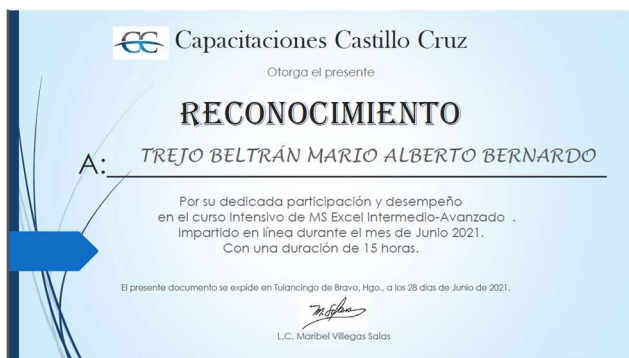 CC Capacitaciones Castillo Cruz
Otorga el presente
RECONOCIMIENTO
A: TREJO BELTRÁN MARIO ALBERTO BERNARDO
Por su dedicada participación y desempeño
en el curso Intensivo de MS Excel Intermedio-Avanzado .
Impartido en línea durante el mes de Junio 2021.
Con una duración de 15 horas.
El presente documento se expide en Tulancingo de Bravo, Hgo., a los 28 días de Junio de 2021.
M. Salas
L.C. Maribel Villegas Salas